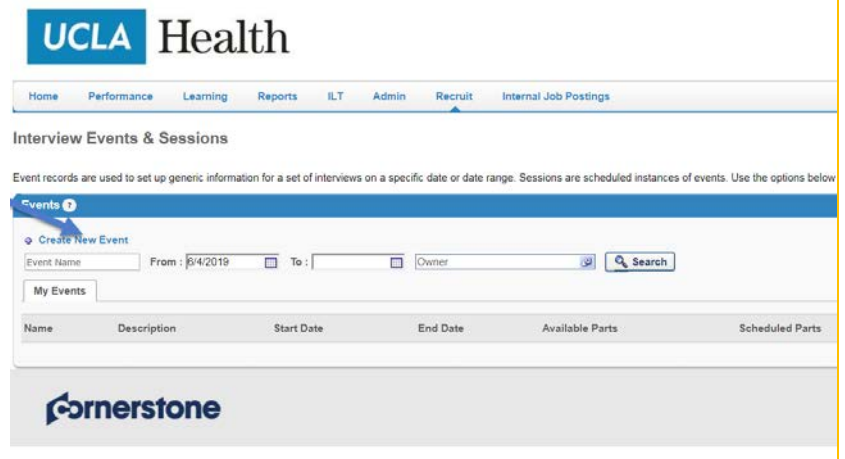 UCLA Health
Home Performance Learning Reports ILT Admin Recruit Internal Job Postings
Interview Events & Sessions
Event records are used to set up generic information for a set of interviews on a specific date or date range. Sessions are scheduled instances of events. Use the options below
Events ?
Create New Event
Event Name From : 6/4/2019 To : Owner Search
My Events
Name Description Start Date End Date Available Parts Scheduled Parts
cornerstone